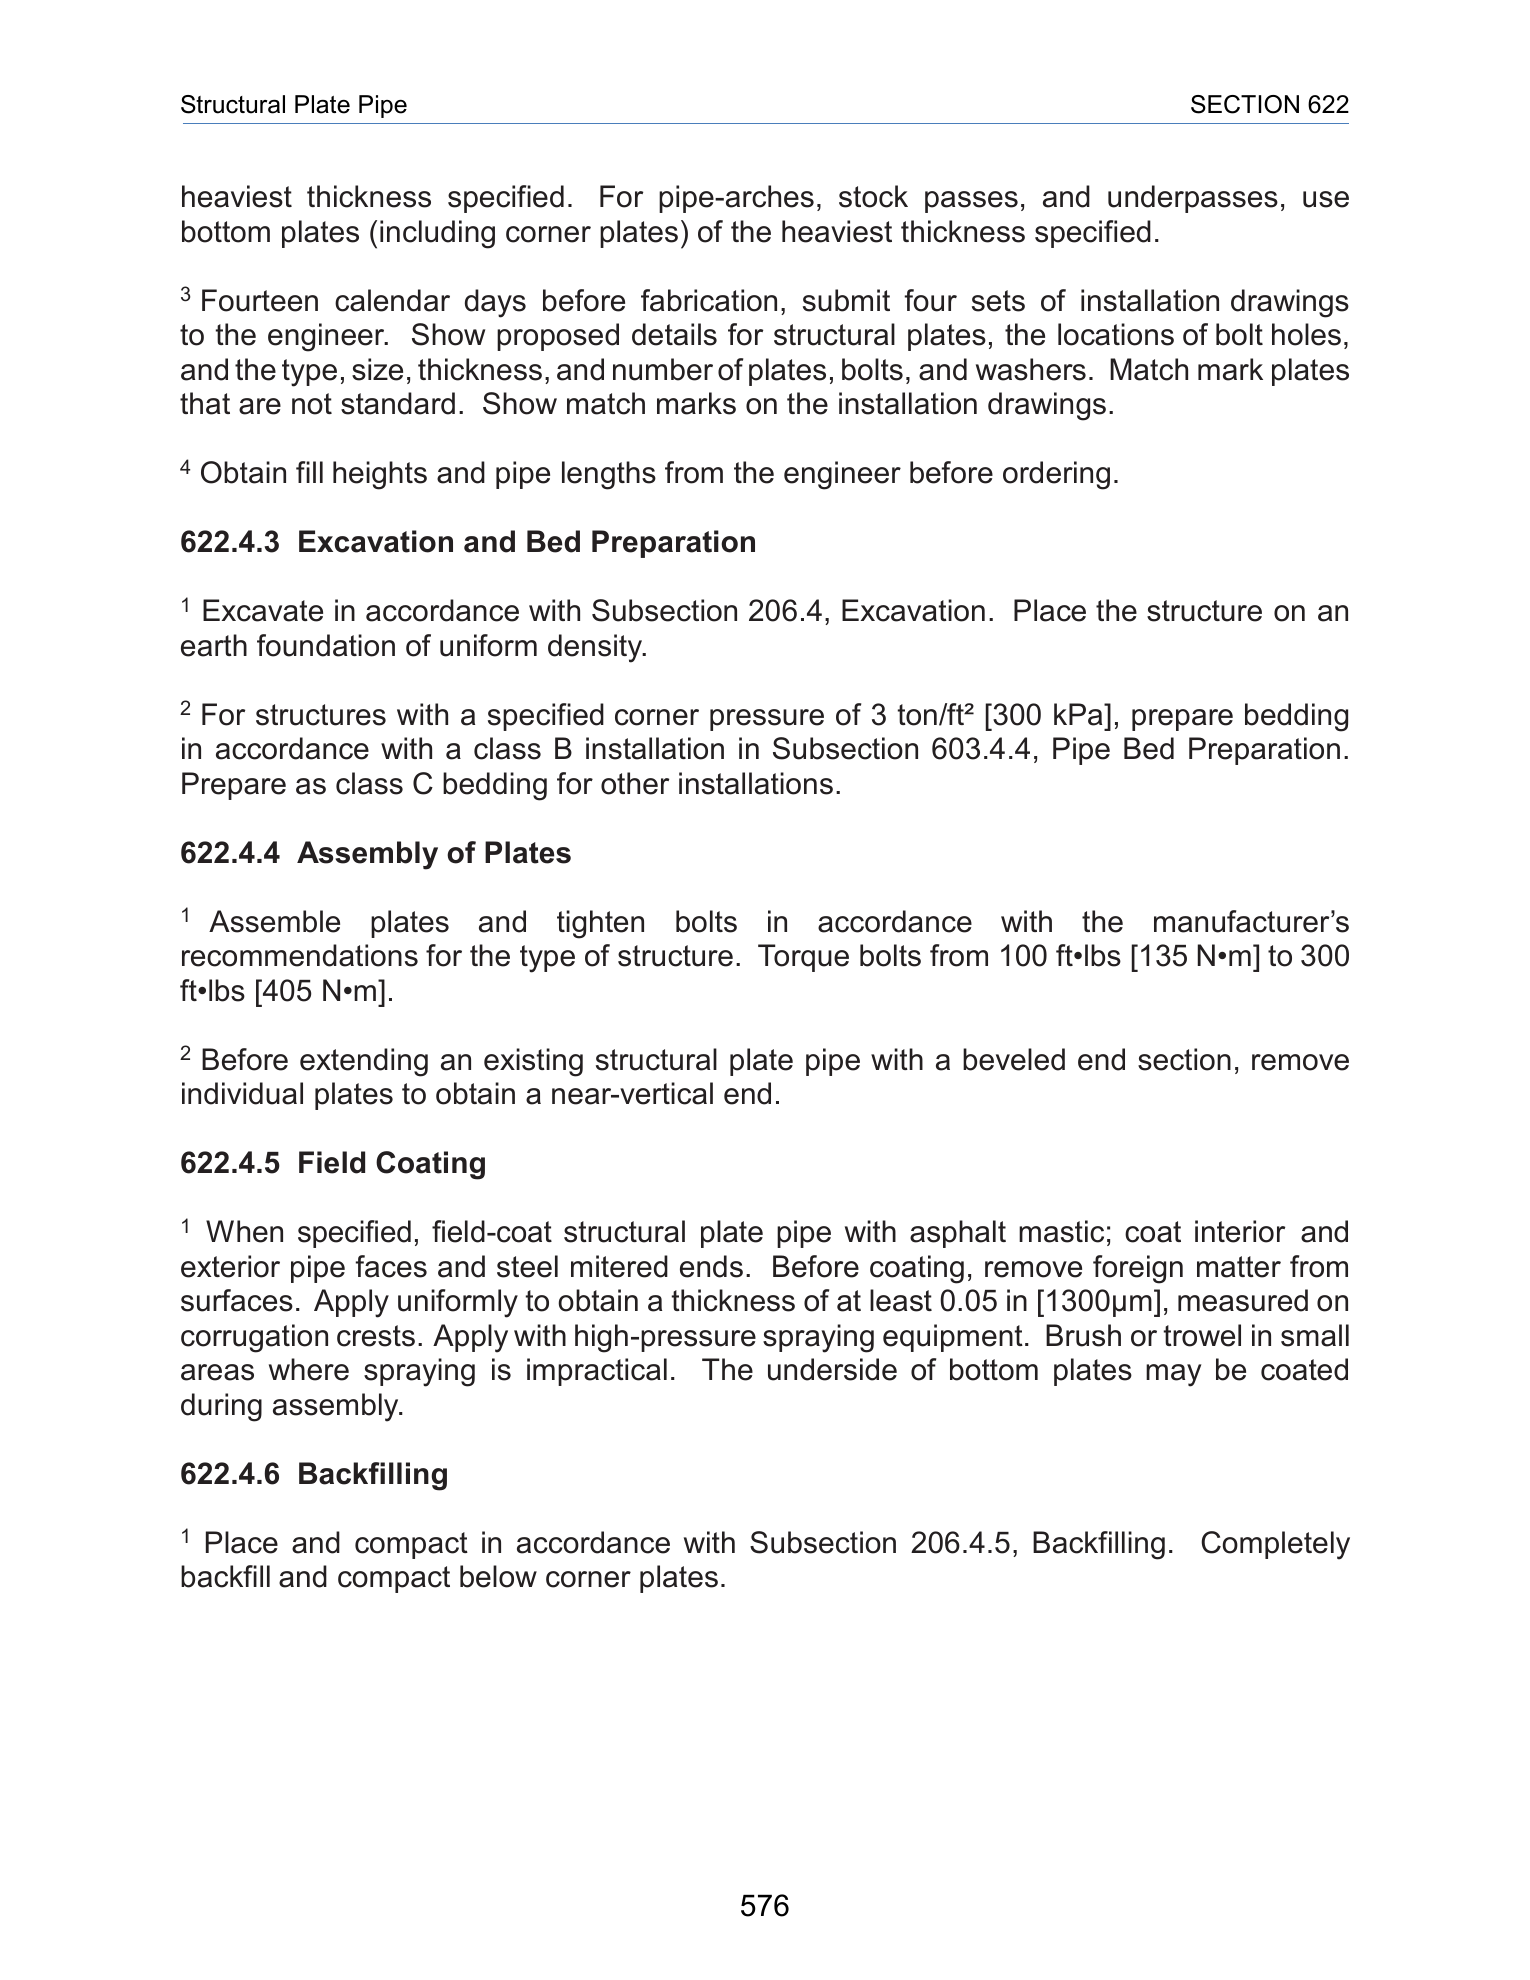 Structural Plate Pipe SECTION 622
heaviest thickness specified.  For pipe-arches, stock passes, and underpasses, use
bottom plates (including corner plates) of the heaviest thickness specified.
³ Fourteen calendar days before fabrication, submit four sets of installation drawings
to the engineer.  Show proposed details for structural plates, the locations of bolt holes,
and the type, size, thickness, and number of plates, bolts, and washers.  Match mark plates
that are not standard.  Show match marks on the installation drawings.
⁴ Obtain fill heights and pipe lengths from the engineer before ordering.
622.4.3  Excavation and Bed Preparation
¹ Excavate in accordance with Subsection 206.4, Excavation.  Place the structure on an
earth foundation of uniform density.
² For structures with a specified corner pressure of 3 ton/ft² [300 kPa], prepare bedding
in accordance with a class B installation in Subsection 603.4.4, Pipe Bed Preparation.
Prepare as class C bedding for other installations.
622.4.4  Assembly of Plates
¹ Assemble plates and tighten bolts in accordance with the manufacturer’s
recommendations for the type of structure.  Torque bolts from 100 ft•lbs [135 N•m] to 300
ft•lbs [405 N•m].
² Before extending an existing structural plate pipe with a beveled end section, remove
individual plates to obtain a near-vertical end.
622.4.5  Field Coating
¹ When specified, field-coat structural plate pipe with asphalt mastic; coat interior and
exterior pipe faces and steel mitered ends.  Before coating, remove foreign matter from
surfaces.  Apply uniformly to obtain a thickness of at least 0.05 in [1300µm], measured on
corrugation crests. Apply with high-pressure spraying equipment.  Brush or trowel in small
areas where spraying is impractical.  The underside of bottom plates may be coated
during assembly.
622.4.6  Backfilling
¹ Place and compact in accordance with Subsection 206.4.5, Backfilling.  Completely
backfill and compact below corner plates.
576